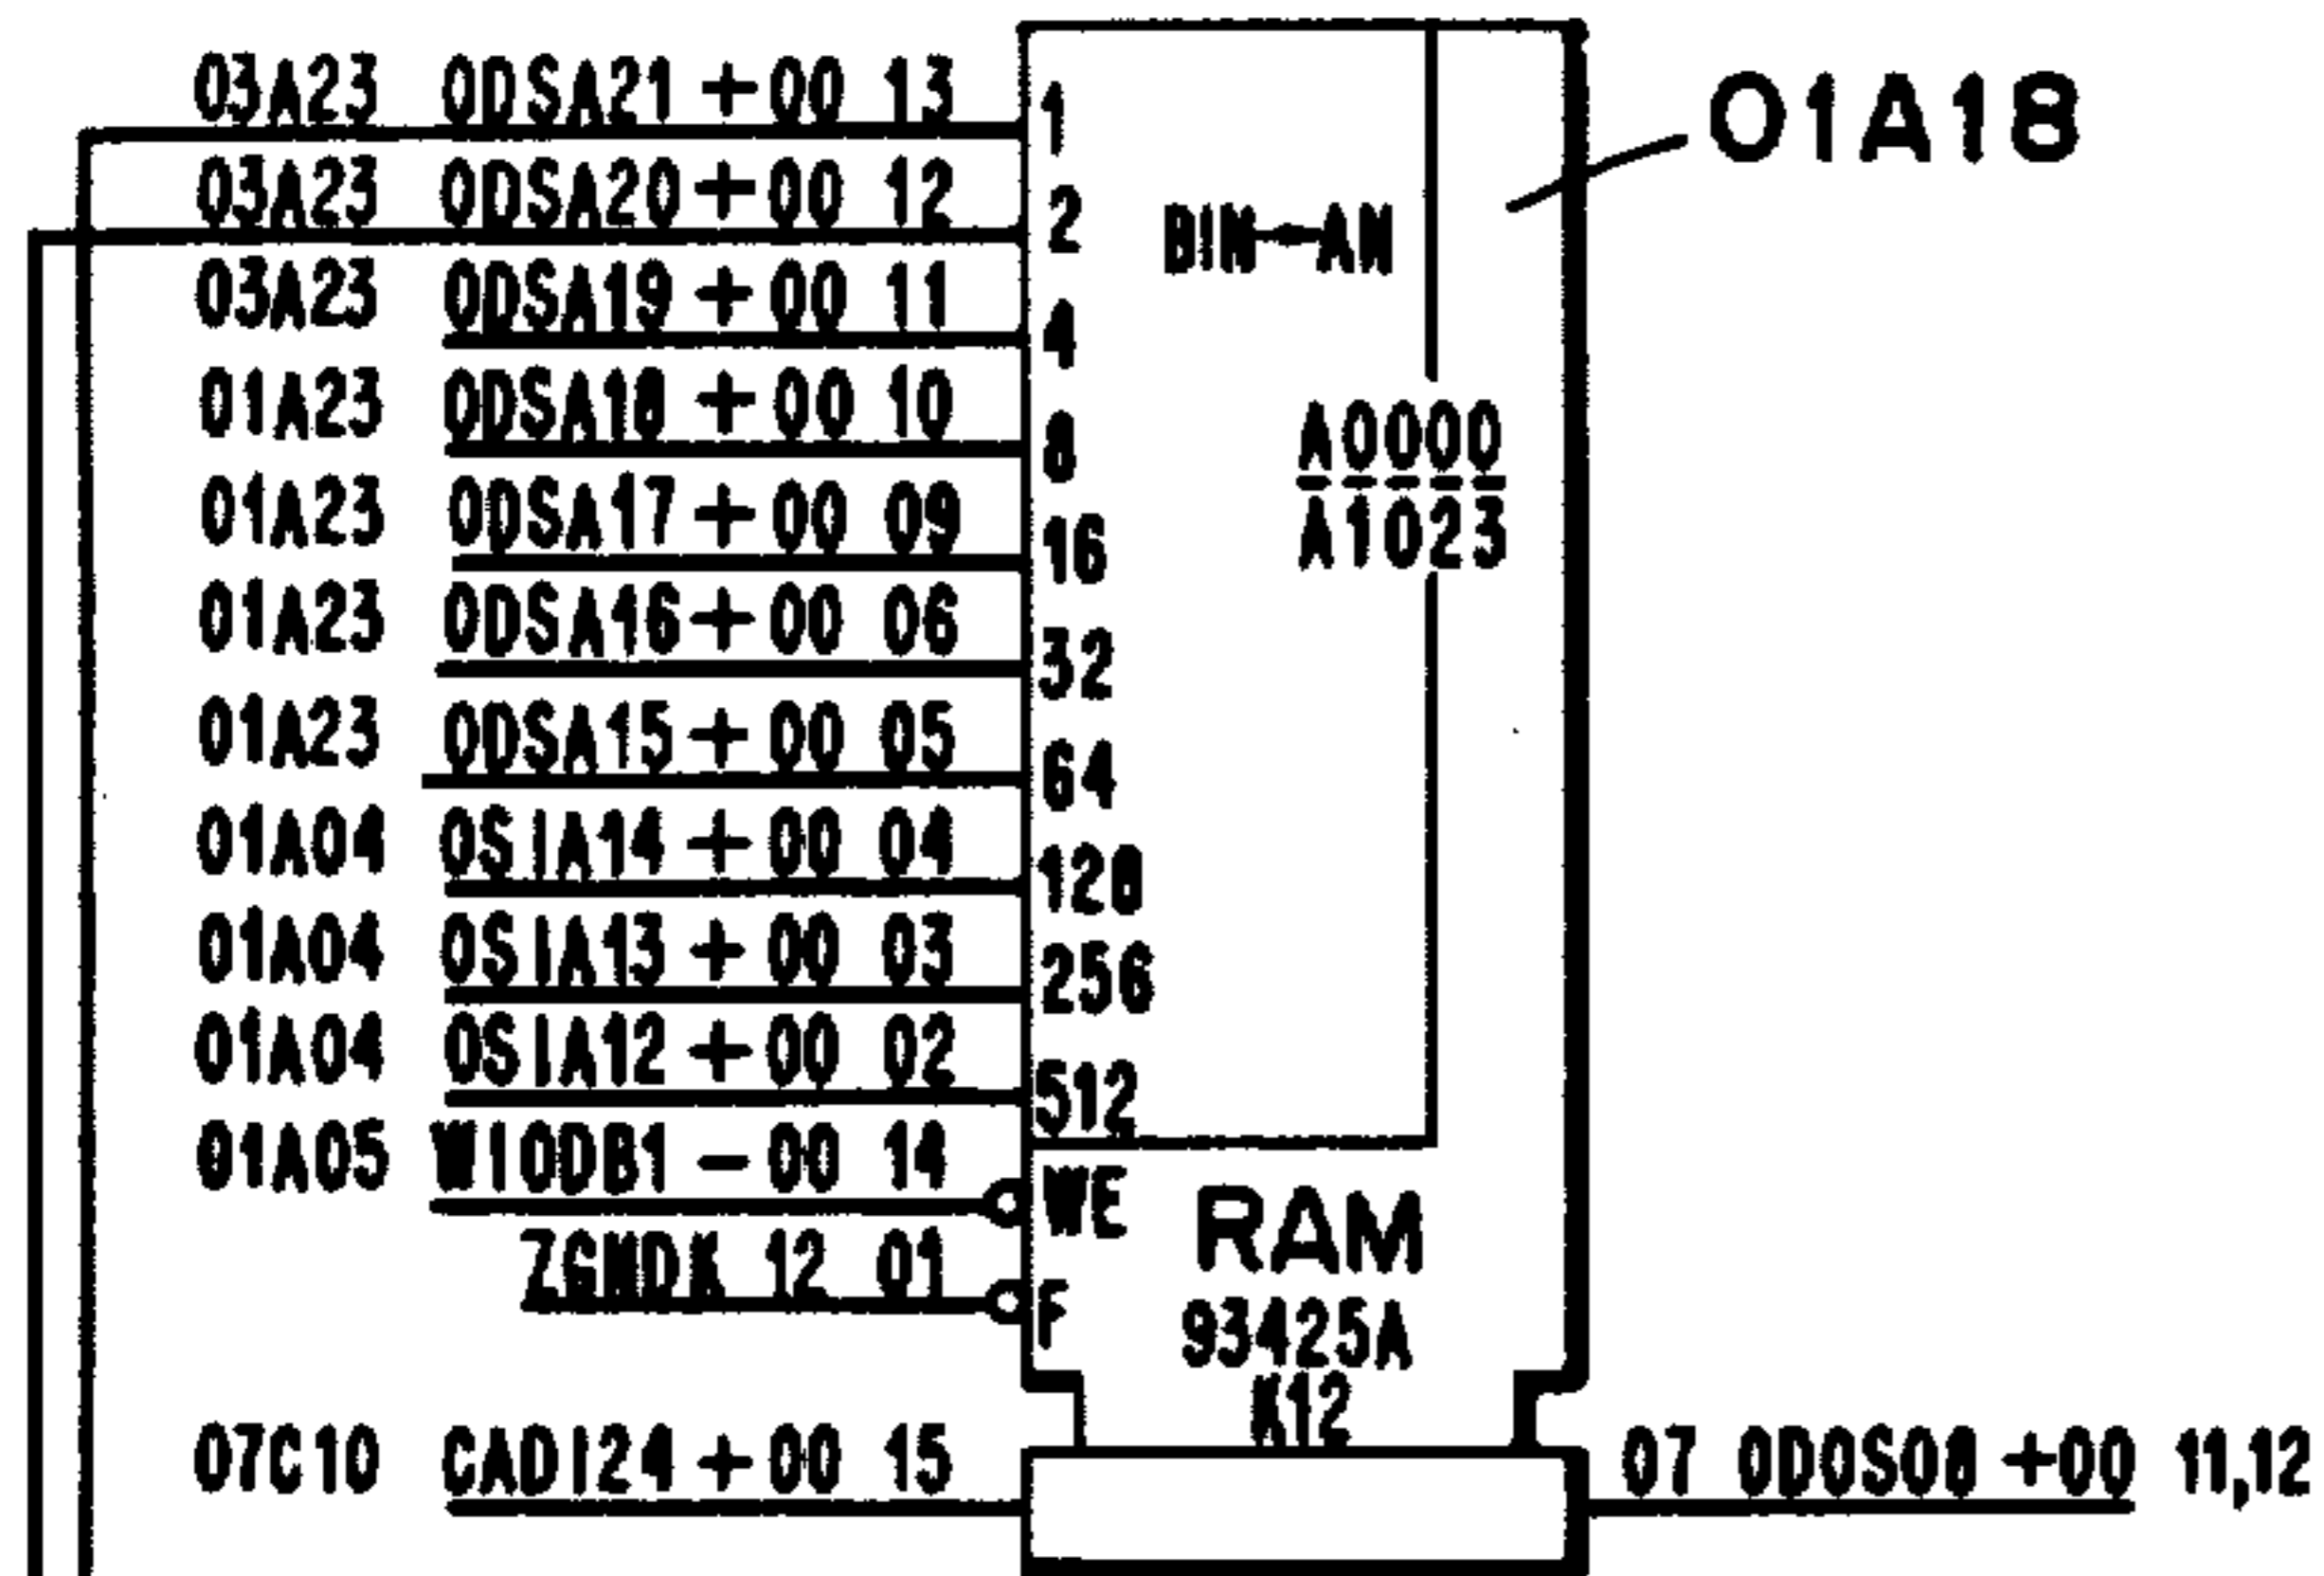 03A23 ODSA21+00 13 1
01A18
03A23 ODSA20+00 12 2
BIN→AN
03A23 ODSA19+00 11 4
01A23 ODSA18+00 10 8
A0000
A1023
01A23 ODSA17+00 09 16
01A23 ODSA16+00 06 32
01A23 ODSA15+00 05 64
01A04 OSIA14+00 04 128
01A04 OSIA13+00 03 256
01A04 OSIA12+00 02 512
01A05 WIODB1-00 14 WE
RAM
ZGMDK 12 01 F
93425A
K12
07C10 CADI24+00 15
07 ODOS08+00 11,12